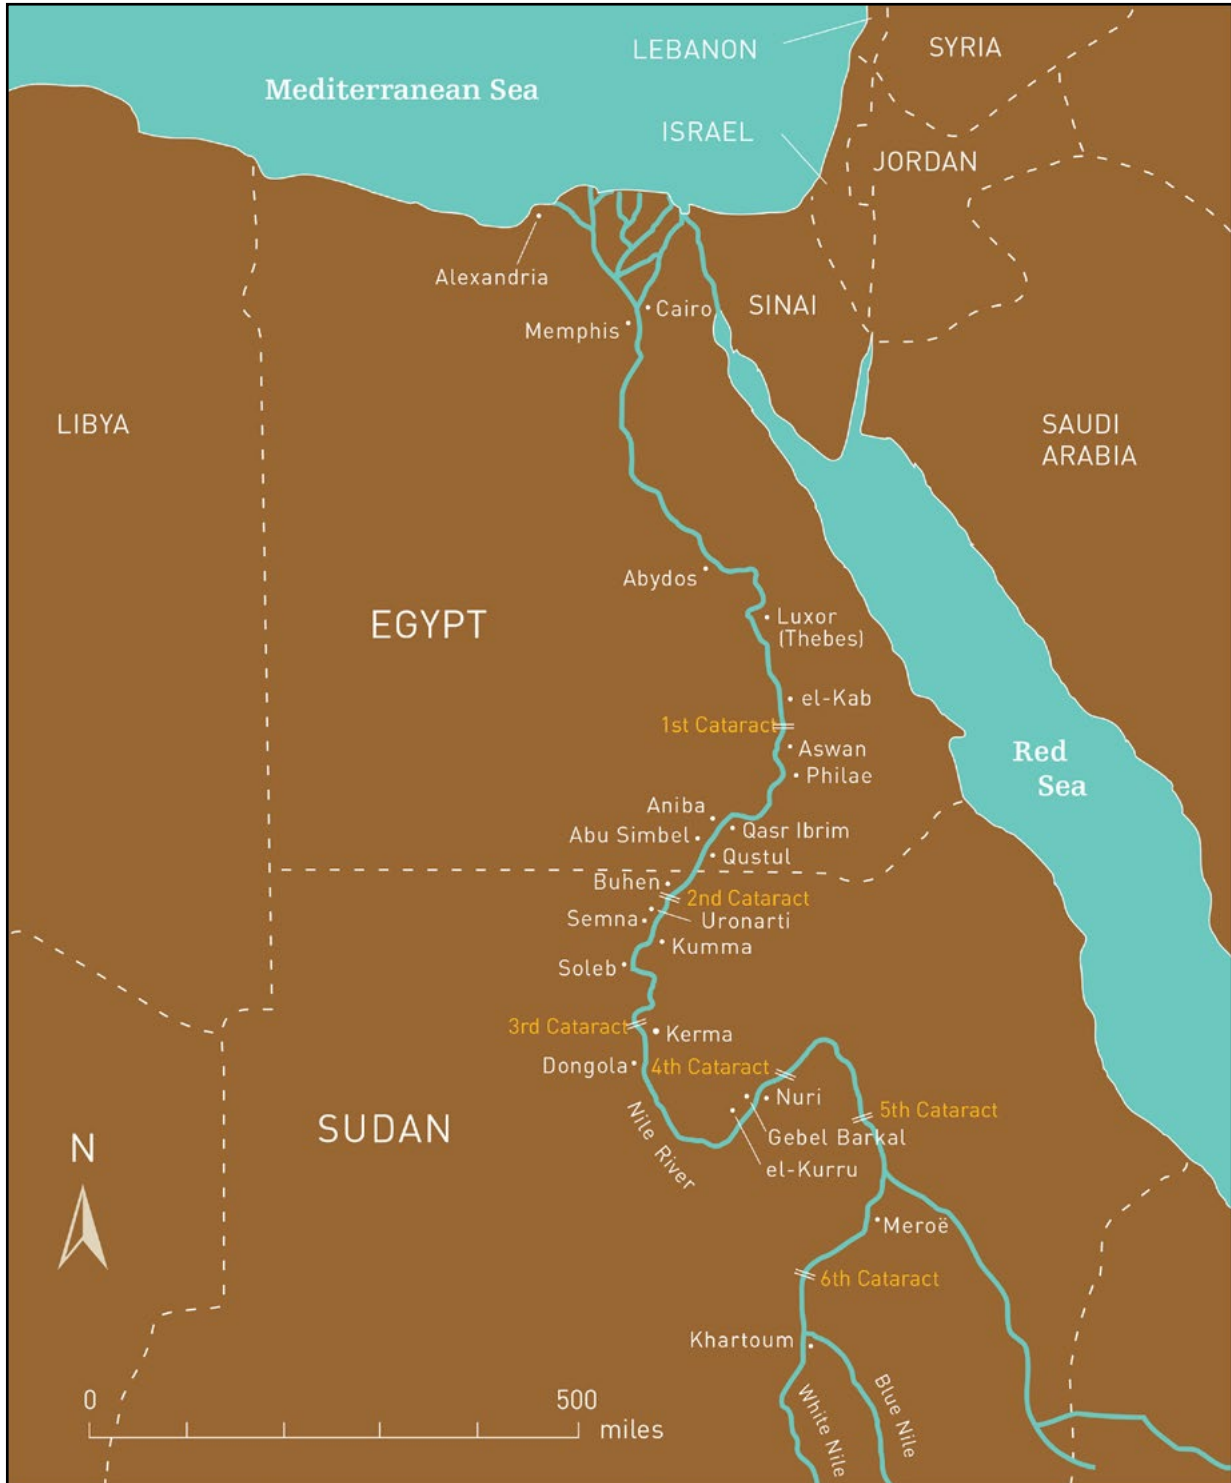 LEBANON
SYRIA
Mediterranean Sea
ISRAEL
JORDAN
Alexandria
SINAI
Cairo
Memphis
LIBYA
SAUDI
ARABIA
Abydos
EGYPT
Luxor
(Thebes)
el-Kab
1st Cataract
Aswan
Red
Sea
Philae
Aniba
Qasr Ibrim
Abu Simbel
Qustul
Buhen
2nd Cataract
Semna
Uronarti
Kumma
Soleb
3rd Cataract
Kerma
Dongola
4th Cataract
Nuri
5th Cataract
Nile River
SUDAN
Gebel Barkal
N
el-Kurru
Meroë
6th Cataract
Khartoum
White Nile
Blue Nile
0
500
miles